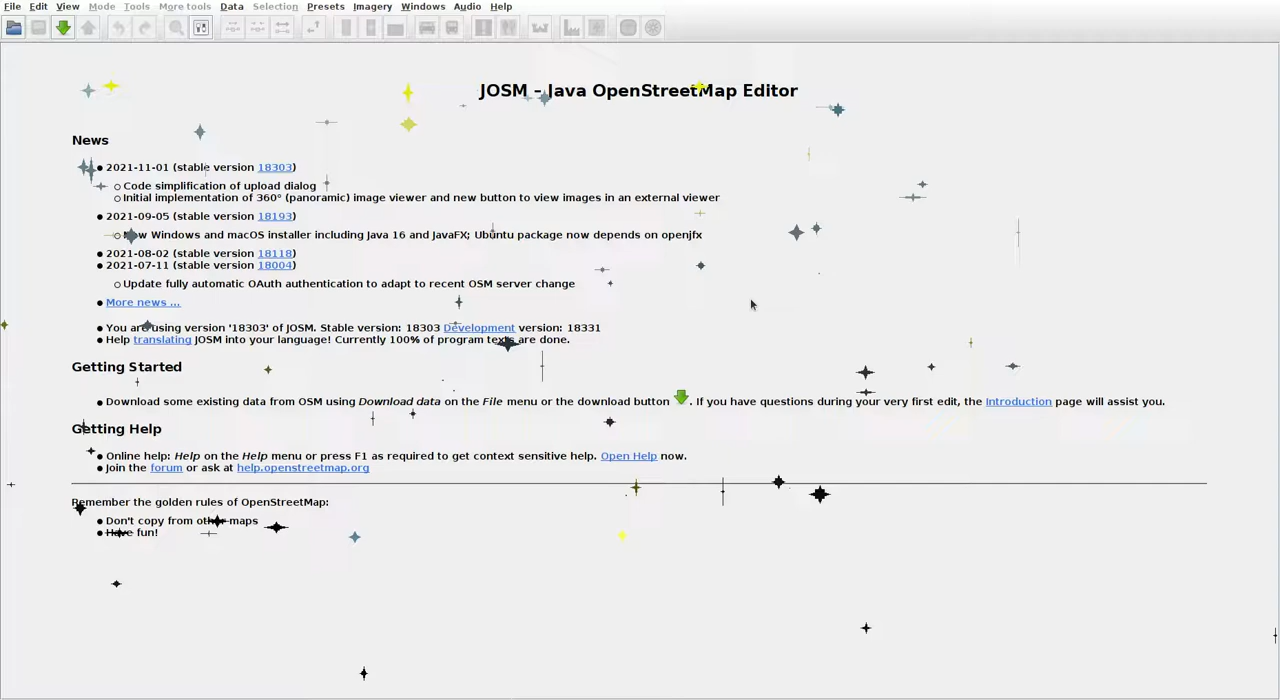 File Edit View Mode Tools More tools Selection Data Presets Imagery Windows Audio Help
JOSM – Java OpenStreetMap Editor
News
2021-11-01 (stable version 18303)
Code simplification of upload dialog
Initial implementation of 360° (panoramic) image viewer and new button to view images in an external viewer
2021-09-05 (stable version 18193)
New Windows and macOS installer including Java 16 and JavaFX; Ubuntu package now depends on openjfx
2021-08-02 (stable version 18118)
2021-07-11 (stable version 18004)
Update fully automatic OAuth authentication to adapt to recent OSM server change
More news ...
You are using version '18303' of JOSM. Stable version: 18303 Development version: 18331
Help translating JOSM into your language! Currently 100% of program texts are done.
Getting Started
Download some existing data from OSM using Download data on the File menu or the download button . If you have questions during your very first edit, the Introduction page will assist you.
Getting Help
Online help: Help on the Help menu or press F1 as required to get context sensitive help. Open Help now.
Join the forum or ask at help.openstreetmap.org
Remember the golden rules of OpenStreetMap:
Don't copy from other maps
Have fun!